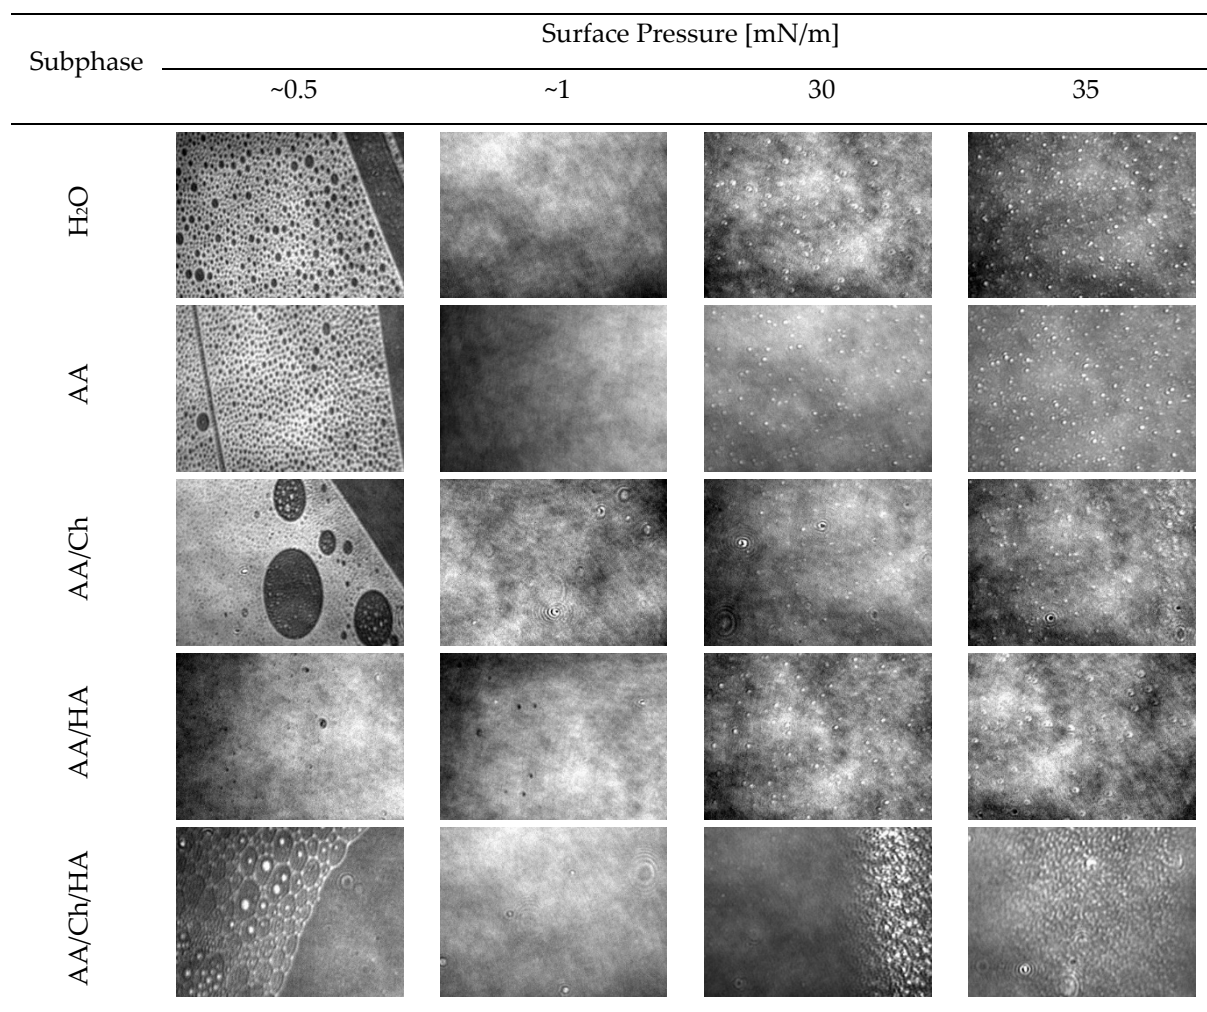 Surface Pressure [mN/m]
Subphase
~0.5 ~1 30 35
H₂O
AA
AA/Ch
AA/HA
AA/Ch/HA